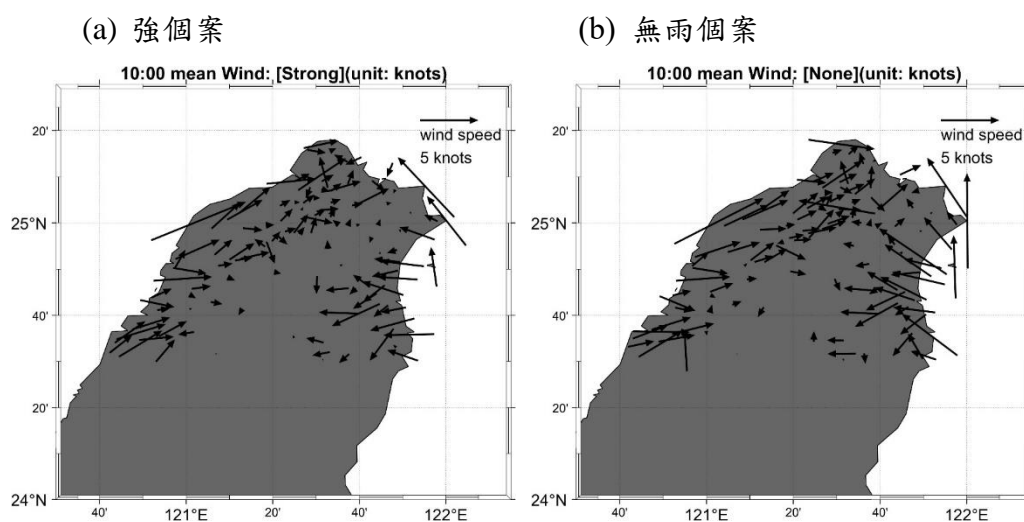 (a) 強個案
(b) 無雨個案
10:00 mean Wind: [Strong](unit: knots)
20'
25°N
40'
20'
24°N
wind speed
5 knots
40'
121°E
20'
40'
122°E
10:00 mean Wind: [None](unit: knots)
20'
25°N
40'
20'
24°N
wind speed
5 knots
40'
121°E
20'
40'
122°E